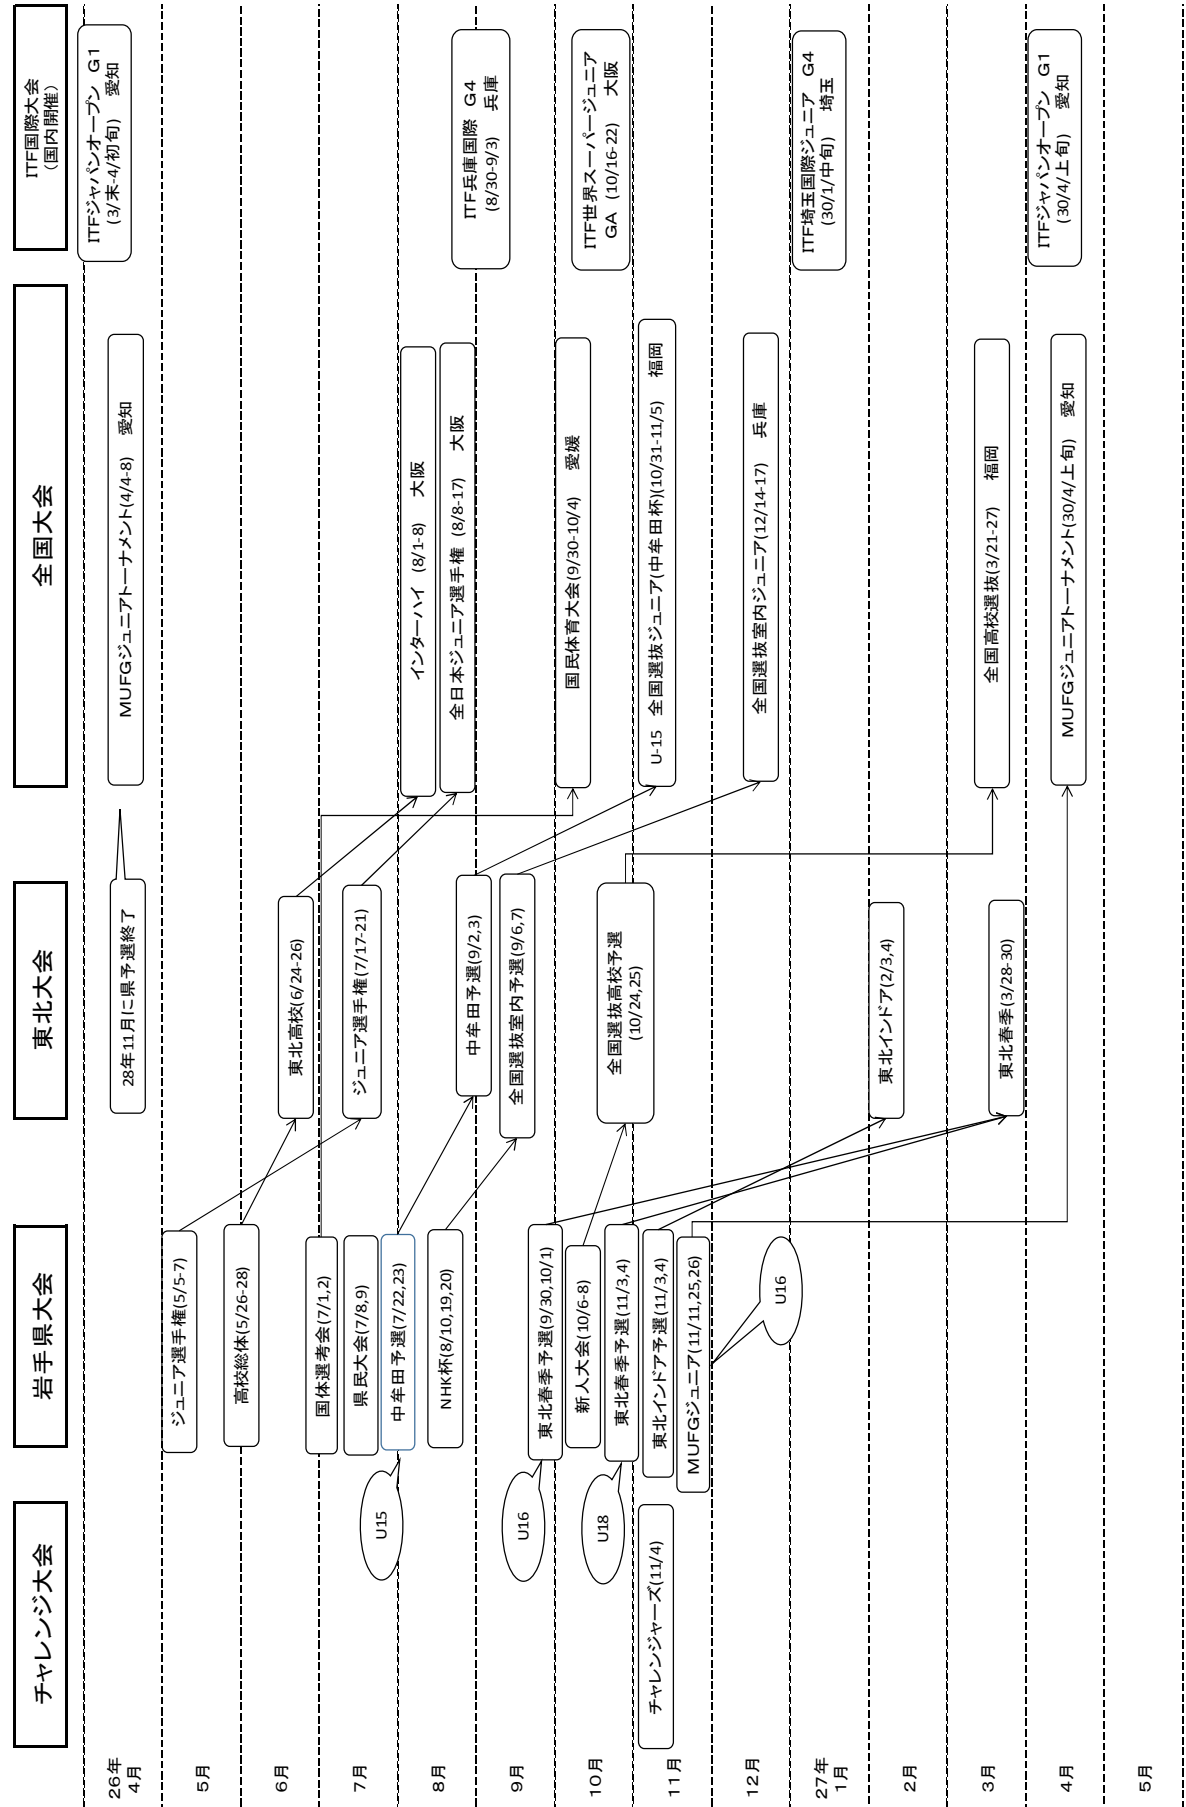 チャレンジ大会
岩手県大会
東北大会
全国大会
ITF国際大会
（国内開催）
26年
4月
28年11月に県予選終了
MUFGジュニアトーナメント(4/4-8)　愛知
ITFジャパンオープン　G1
(3/末-4/初旬)　愛知
5月
ジュニア選手権(5/5-7)
高校総体(5/26-28)
6月
東北高校(6/24-26)
国体選考会(7/1,2)
7月
県民大会(7/8,9)
ジュニア選手権(7/17-21)
U15
中牟田予選(7/22,23)
8月
インターハイ (8/1-8)　大阪
NHK杯(8/10,19,20)
全日本ジュニア選手権 (8/8-17)　大阪
ITF兵庫国際　G4
(8/30-9/3)　兵庫
中牟田予選(9/2,3)
9月
全国選抜室内予選(9/6,7)
U16
東北春季予選(9/30,10/1)
国民体育大会(9/30-10/4)　愛媛
10月
新人大会(10/6-8)
全国選抜高校予選
(10/24,25)
ITF世界スーパージュニア
GA (10/16-22)　大阪
U18
東北春季予選(11/3,4)
11月
チャレンジャーズ(11/4)
東北インドア予選(11/3,4)
U-15　全国選抜ジュニア(中牟田杯)(10/31-11/5)　福岡
MUFGジュニア(11/11,25,26)
U16
12月
全国選抜室内ジュニア(12/14-17)　兵庫
27年
1月
ITF埼玉国際ジュニア　G4
(30/1/中旬)　埼玉
2月
東北インドア(2/3,4)
3月
東北春季(3/28-30)
全国高校選抜(3/21-27)　福岡
4月
MUFGジュニアトーナメント(30/4/上旬)　愛知
ITFジャパンオープン　G1
(30/4/上旬)　愛知
5月